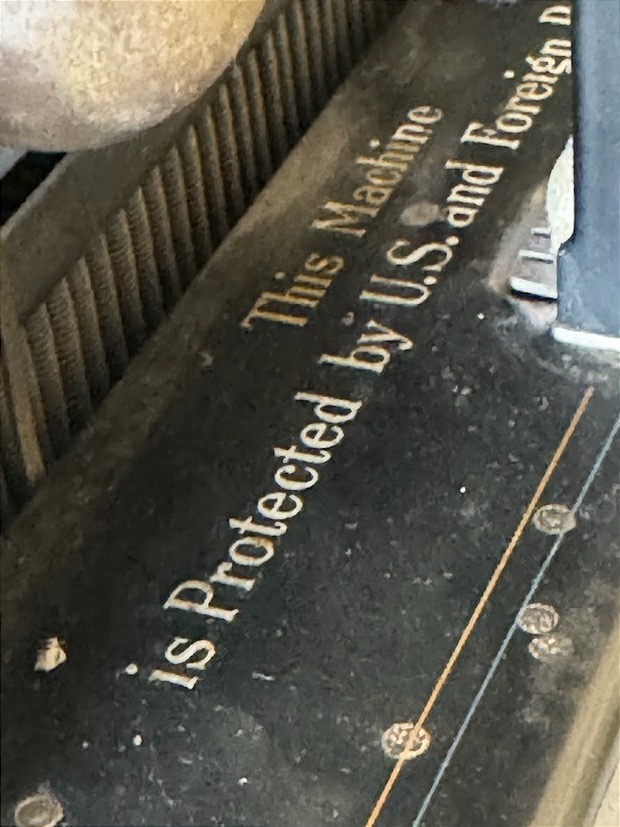 This Machine
is Protected by U.S. and Foreign